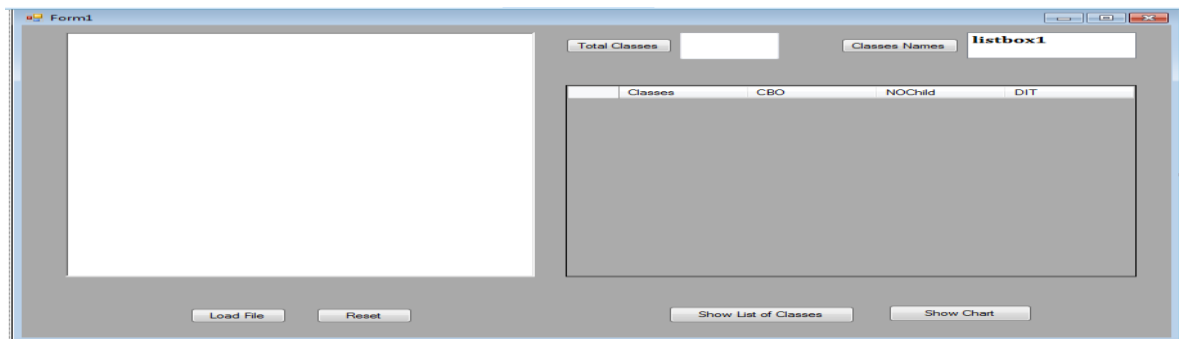 Form1
Total Classes
Classes Names
listbox1
Classes CBO NOChild DIT
Load File
Reset
Show List of Classes
Show Chart